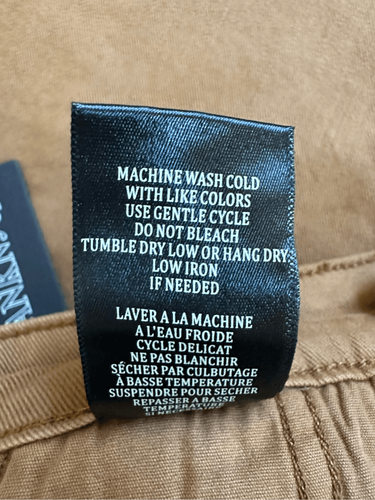 MACHINE WASH COLD
WITH LIKE COLORS
USE GENTLE CYCLE
DO NOT BLEACH
TUMBLE DRY LOW OR HANG DRY
LOW IRON
IF NEEDED
LAVER A LA MACHINE
A L'EAU FROIDE
CYCLE DELICAT
NE PAS BLANCHIR
SÉCHER PAR CULBUTAGE
À BASSE TEMPÉRATURE
SUSPENDRE POUR SECHER
REPASSER A BASSE
TEMPERATURE